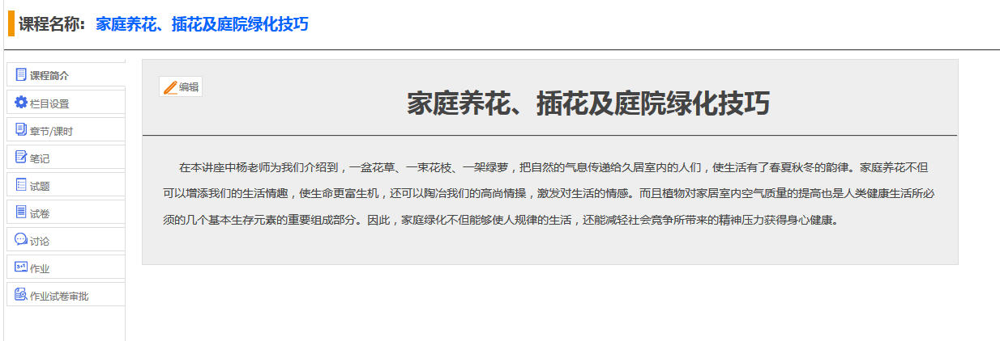 课程名称： 家庭养花、插花及庭院绿化技巧
课程简介
栏目设置
章节/课时
笔记
试题
试卷
讨论
作业
作业试卷审批
编辑
家庭养花、插花及庭院绿化技巧
在本讲座中杨老师为我们介绍到，一盆花草、一束花枝、一架绿萝，把自然的气息传递给久居室内的人们，使生活有了春夏秋冬的韵律。家庭养花不但
可以增添我们的生活情趣，使生命更富生机，还可以陶冶我们的高尚情操，激发对生活的情感。而且植物对家居室内空气质量的提高也是人类健康生活所必
须的几个基本生存元素的重要组成部分。因此，家庭绿化不但能够使人规律的生活，还能减轻社会竞争所带来的精神压力获得身心健康。